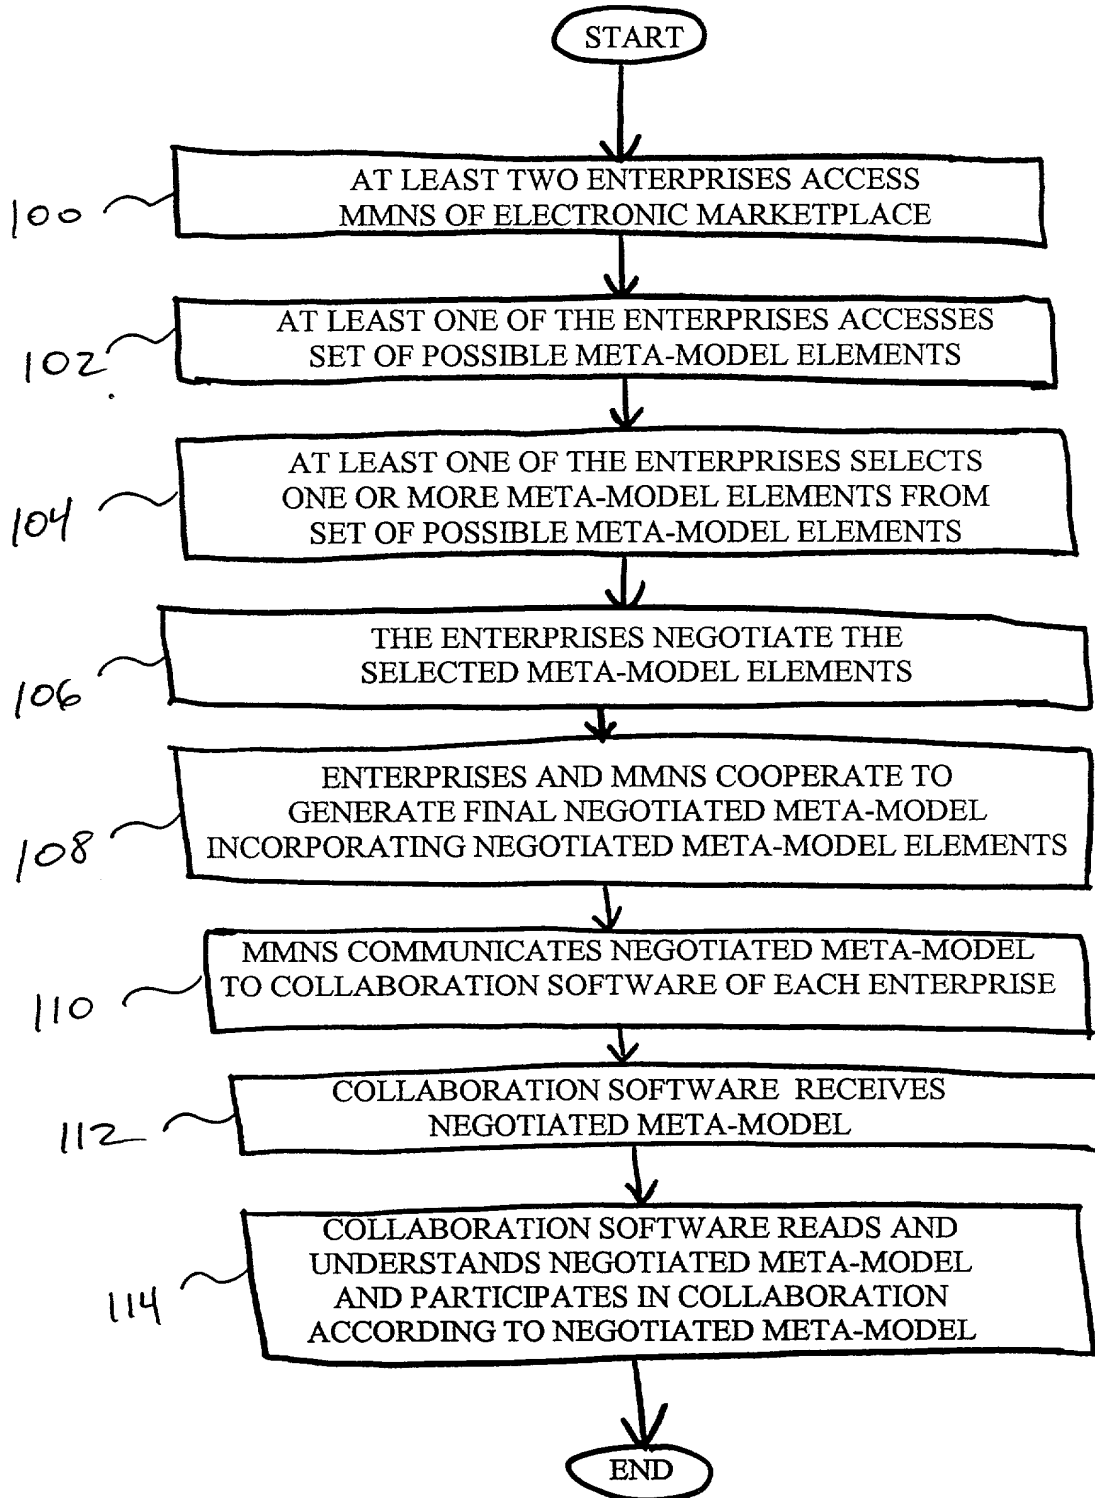 START
100
AT LEAST TWO ENTERPRISES ACCESS
MMNS OF ELECTRONIC MARKETPLACE
102
AT LEAST ONE OF THE ENTERPRISES ACCESSES
SET OF POSSIBLE META-MODEL ELEMENTS
104
AT LEAST ONE OF THE ENTERPRISES SELECTS
ONE OR MORE META-MODEL ELEMENTS FROM
SET OF POSSIBLE META-MODEL ELEMENTS
106
THE ENTERPRISES NEGOTIATE THE
SELECTED META-MODEL ELEMENTS
108
ENTERPRISES AND MMNS COOPERATE TO
GENERATE FINAL NEGOTIATED META-MODEL
INCORPORATING NEGOTIATED META-MODEL ELEMENTS
110
MMNS COMMUNICATES NEGOTIATED META-MODEL
TO COLLABORATION SOFTWARE OF EACH ENTERPRISE
112
COLLABORATION SOFTWARE RECEIVES
NEGOTIATED META-MODEL
114
COLLABORATION SOFTWARE READS AND
UNDERSTANDS NEGOTIATED META-MODEL
AND PARTICIPATES IN COLLABORATION
ACCORDING TO NEGOTIATED META-MODEL
END